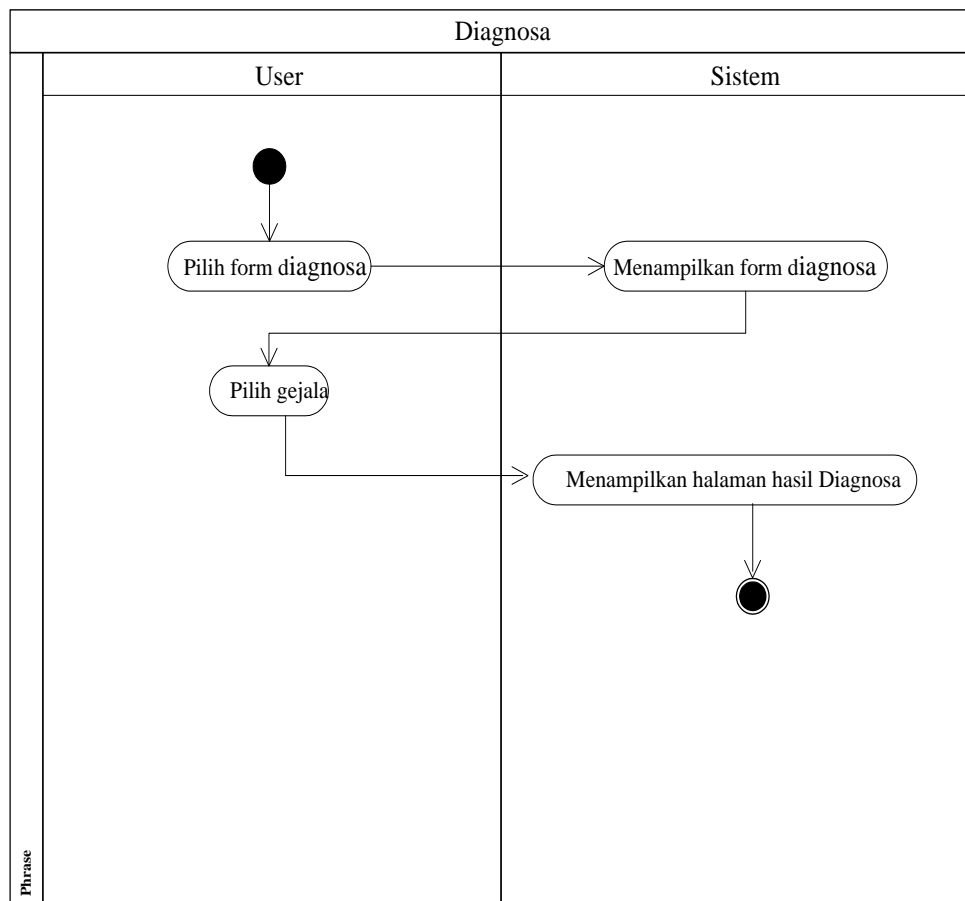 Diagnosa
User
Sistem
Pilih form diagnosa
Menampilkan form diagnosa
Pilih gejala
Menampilkan halaman hasil Diagnosa
Phrase